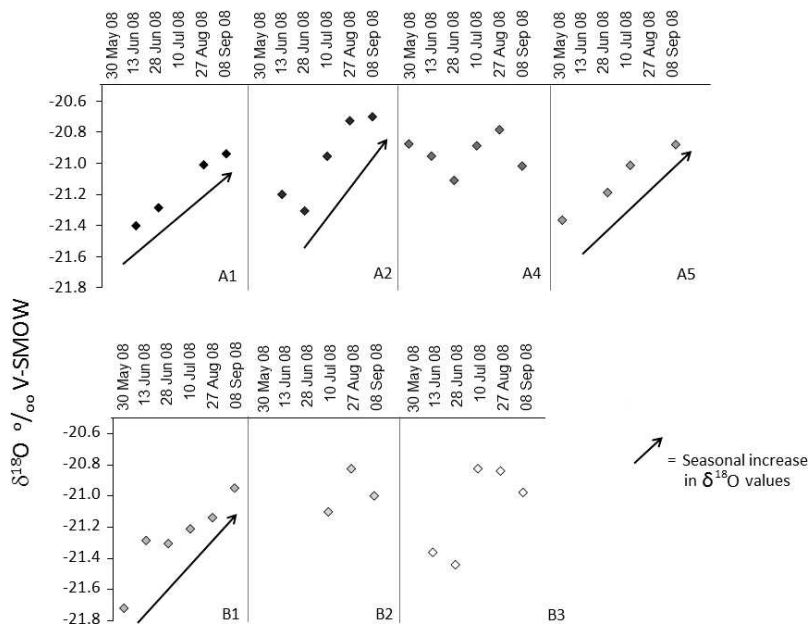 30 May 08 13 Jun 08 28 Jun 08 10 Jul 08 27 Aug 08 08 Sep 08 30 May 08 13 Jun 08 28 Jun 08 10 Jul 08 27 Aug 08 08 Sep 08 30 May 08 13 Jun 08 28 Jun 08 10 Jul 08 27 Aug 08 08 Sep 08 30 May 08 13 Jun 08 28 Jun 08 10 Jul 08 27 Aug 08 08 Sep 08
-20.6
-20.8
-21.0
-21.2
-21.4
-21.6
-21.8
A1 A2 A4 A5
δ¹⁸O º/ₒₒ V-SMOW
30 May 08 13 Jun 08 28 Jun 08 10 Jul 08 27 Aug 08 08 Sep 08 30 May 08 13 Jun 08 28 Jun 08 10 Jul 08 27 Aug 08 08 Sep 08 30 May 08 13 Jun 08 28 Jun 08 10 Jul 08 27 Aug 08 08 Sep 08
-20.6
-20.8
-21.0
-21.2
-21.4
-21.6
-21.8
B1 B2 B3
= Seasonal increase
in δ¹⁸O values